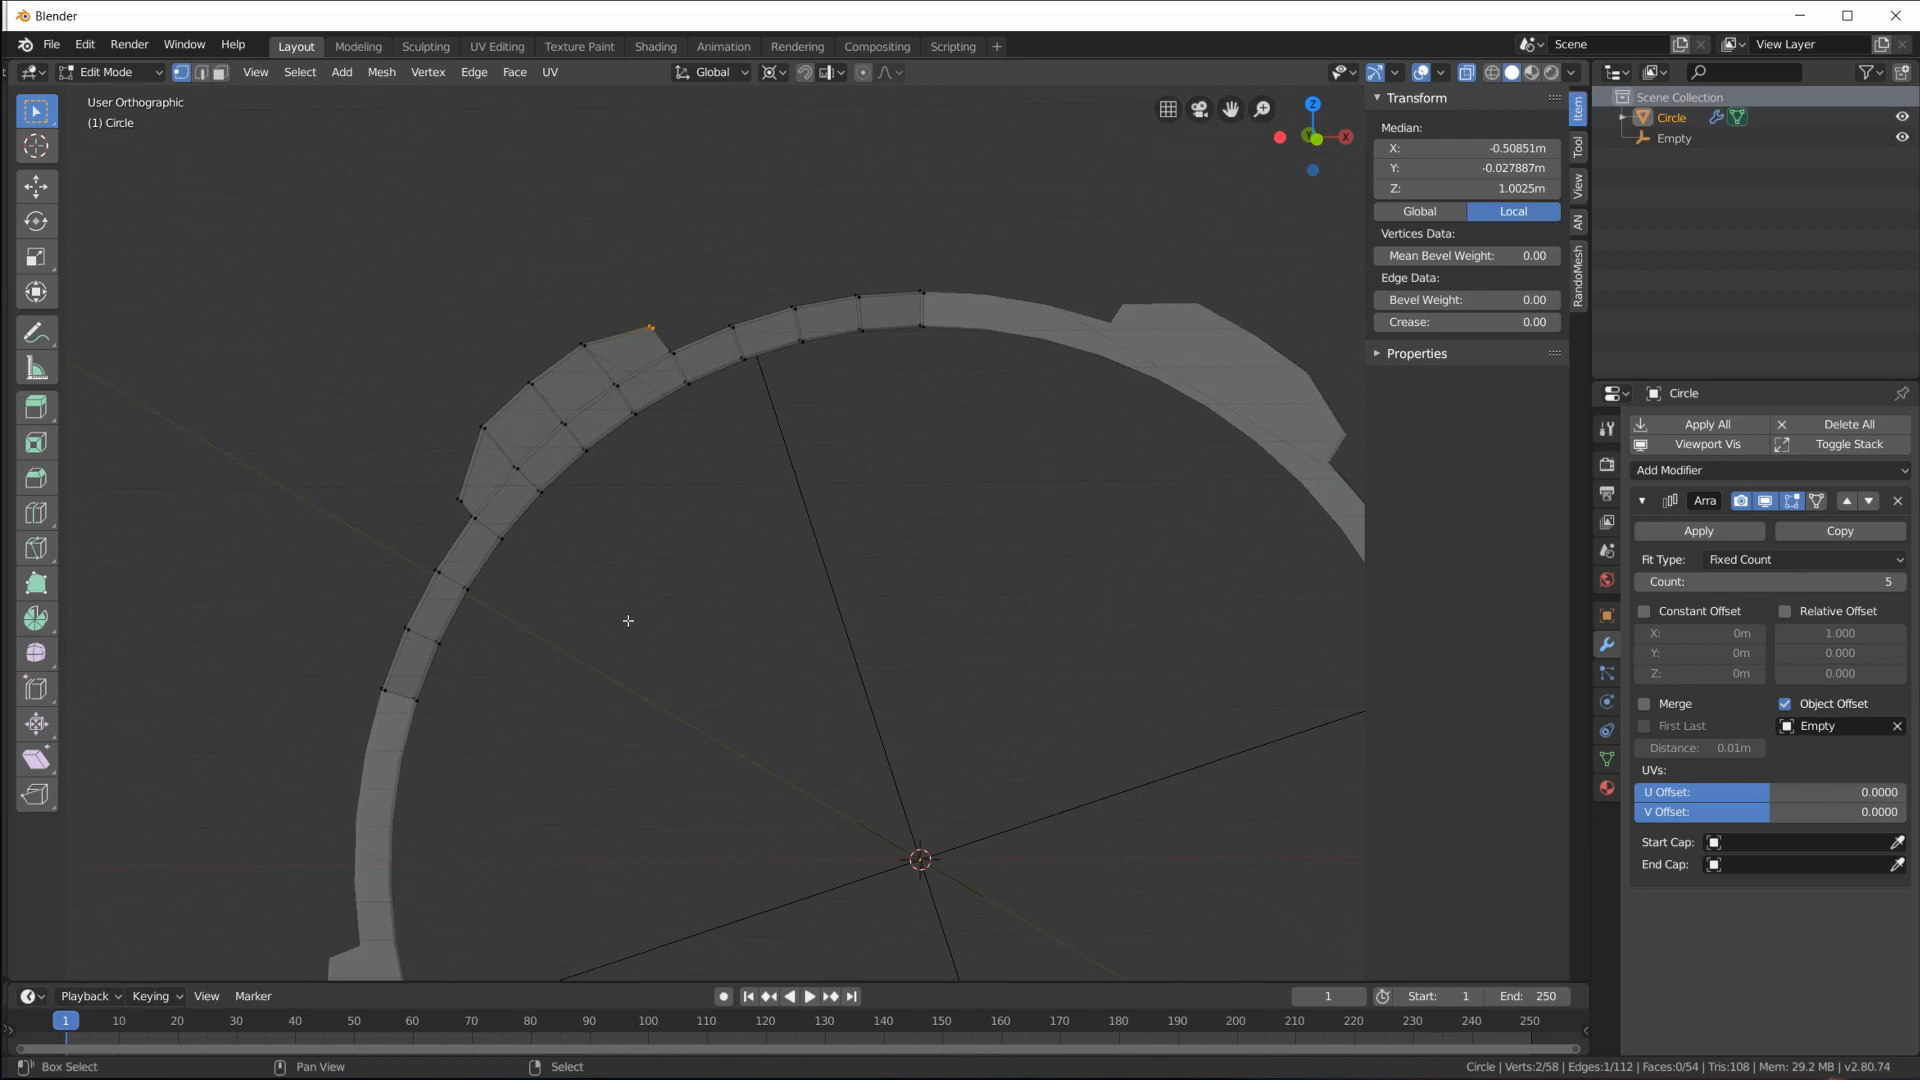 Blender
File Edit Render Window Help Layout Modeling Sculpting UV Editing Texture Paint Shading Animation Rendering Compositing Scripting + Scene View Layer
Edit Mode View Select Add Mesh Vertex Edge Face UV Global
User Orthographic
(1) Circle
Z
X
Y
Transform
Median:
X: -0.50851m
Y: -0.027887m
Z: 1.0025m
Global Local
Vertices Data:
Mean Bevel Weight: 0.00
Edge Data:
Bevel Weight: 0.00
Crease: 0.00
Properties
Item
Tool
View
AN
RandoMesh
Scene Collection
Circle
Empty
Circle
Apply All Delete All
Viewport Vis Toggle Stack
Add Modifier
Arra
Apply Copy
Fit Type: Fixed Count
Count: 5
Constant Offset Relative Offset
X: 0m 1.000
Y: 0m 0.000
Z: 0m 0.000
Merge Object Offset
First Last Empty
Distance: 0.01m
UVs:
U Offset: 0.0000
V Offset: 0.0000
Start Cap:
End Cap:
Playback Keying View Marker 1 Start: 1 End: 250
1 10 20 30 40 50 60 70 80 90 100 110 120 130 140 150 160 170 180 190 200 210 220 230 240 250
Box Select Pan View Select Circle | Verts:2/58 | Edges:1/112 | Faces:0/54 | Tris:108 | Mem: 29.2 MB | v2.80.74